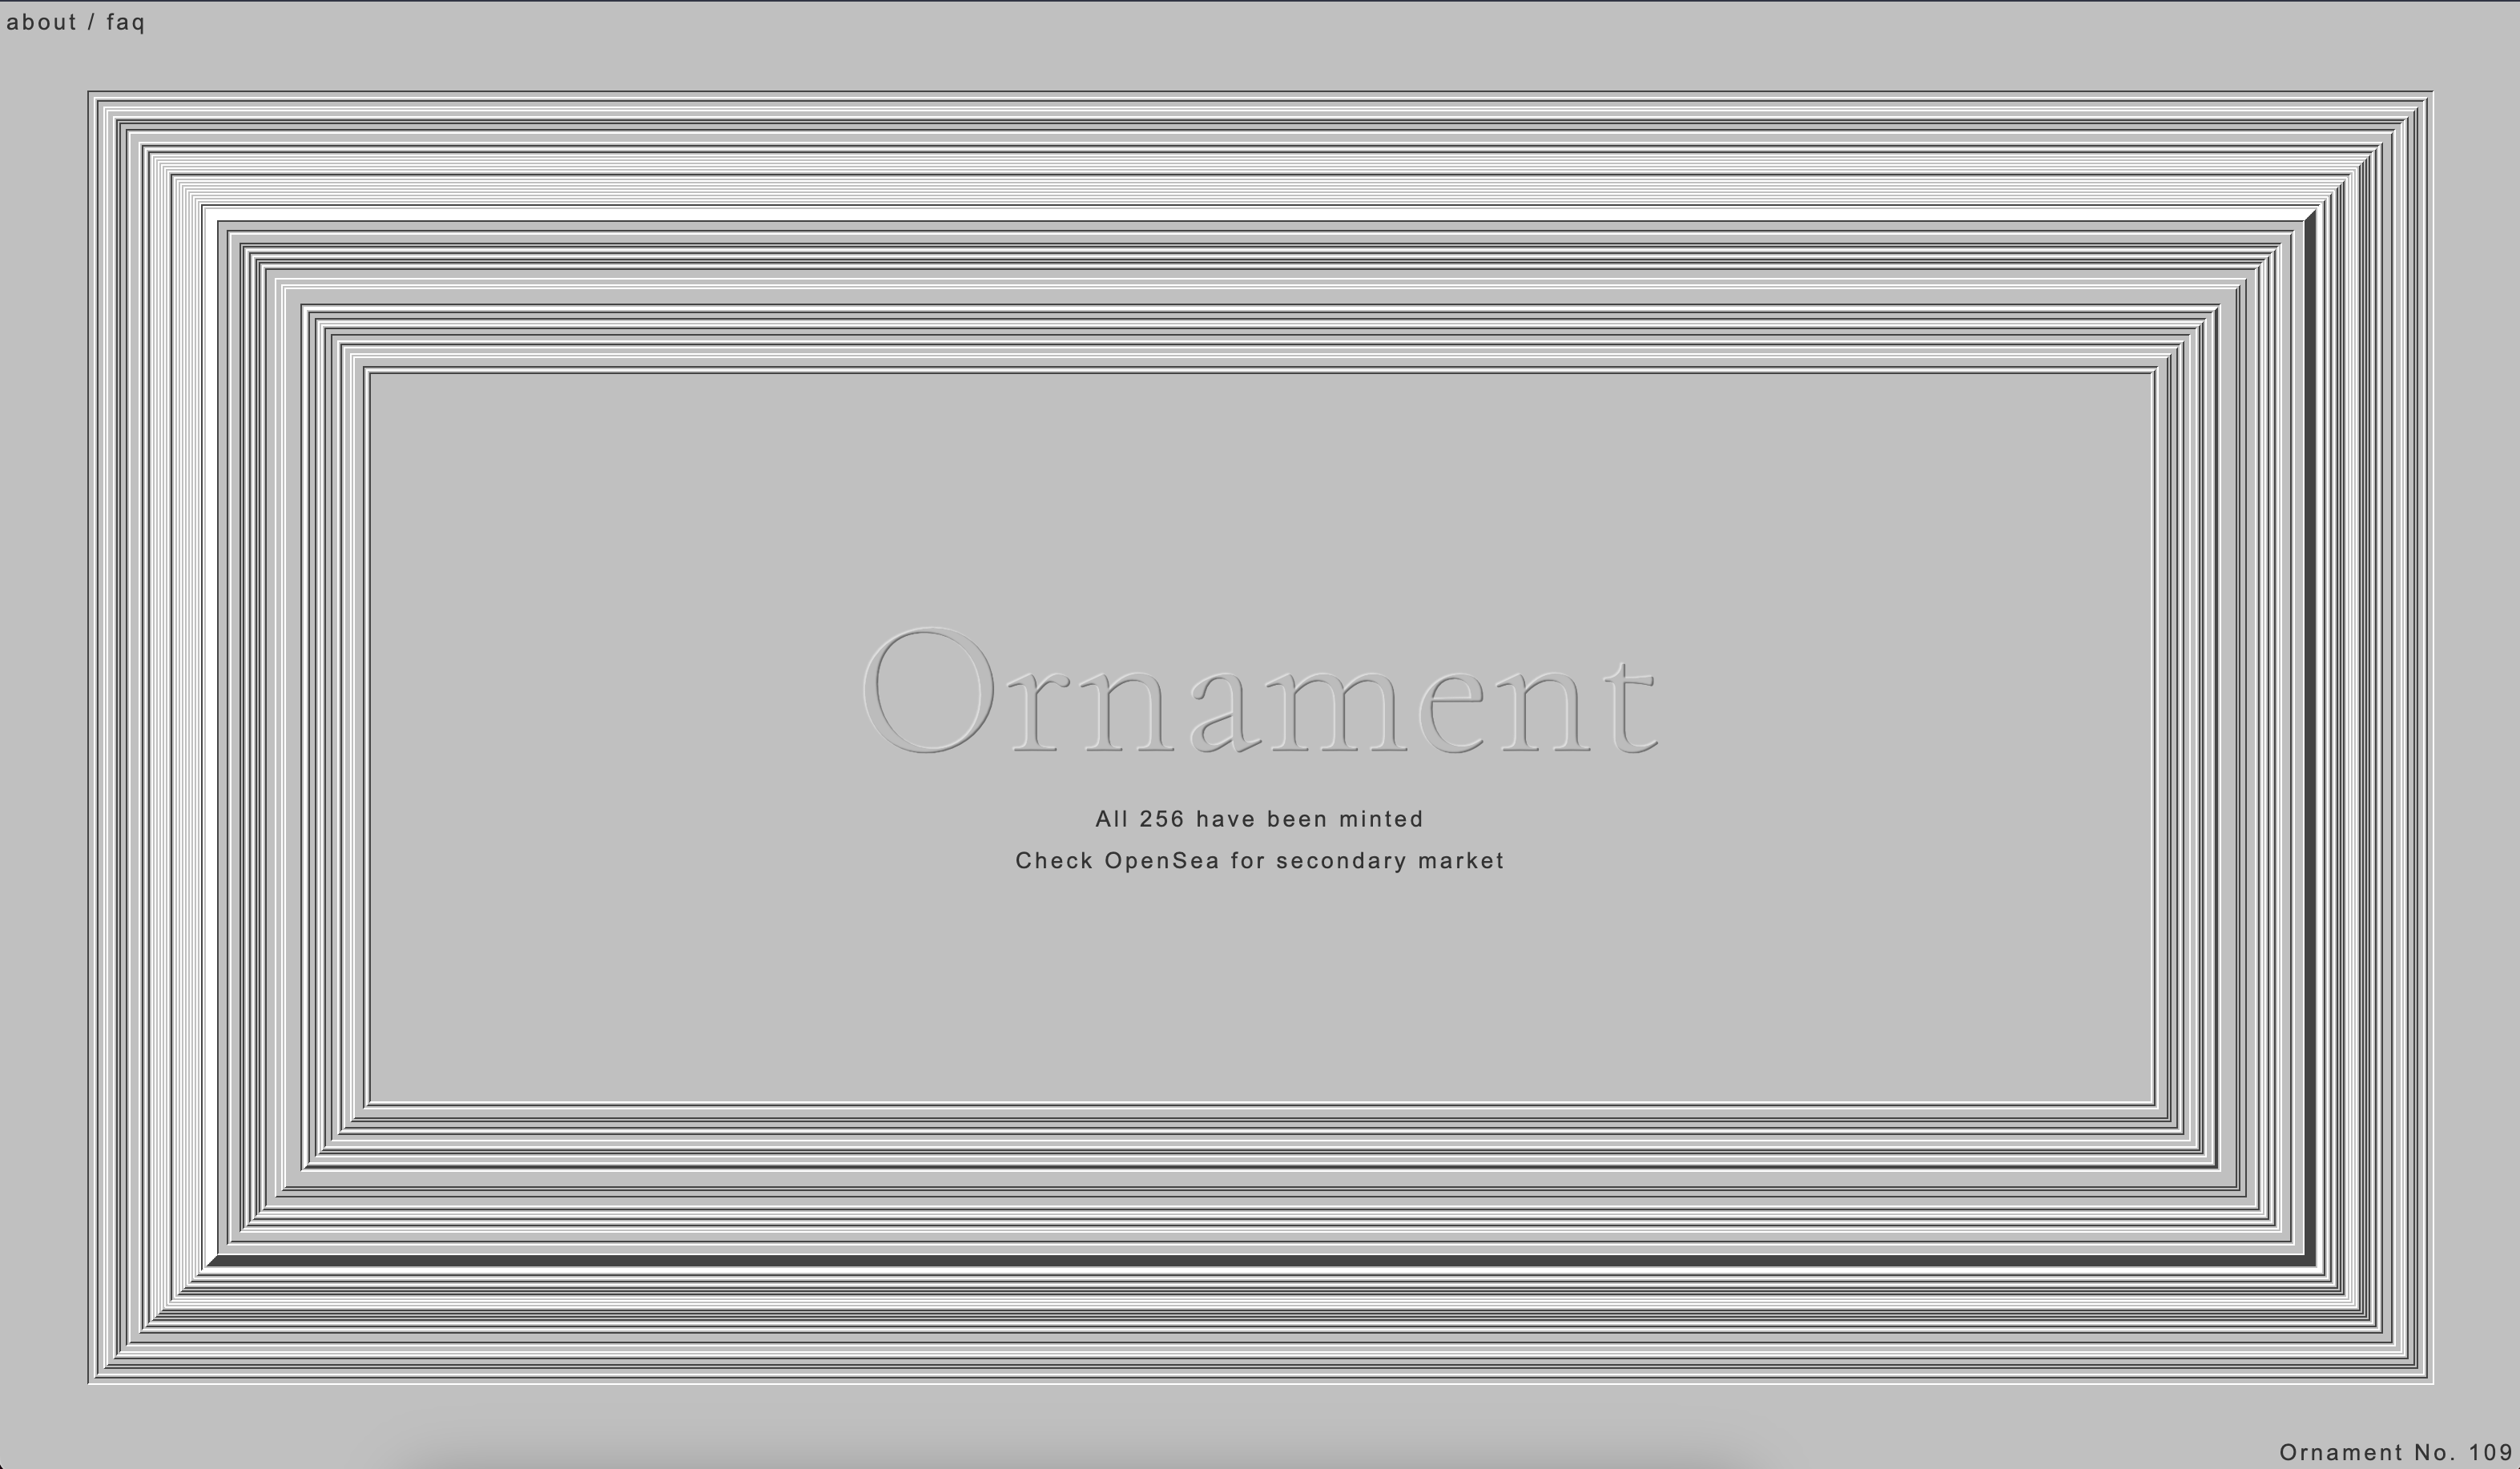 about / faq
Ornament
All 256 have been minted
Check OpenSea for secondary market
Ornament No. 109